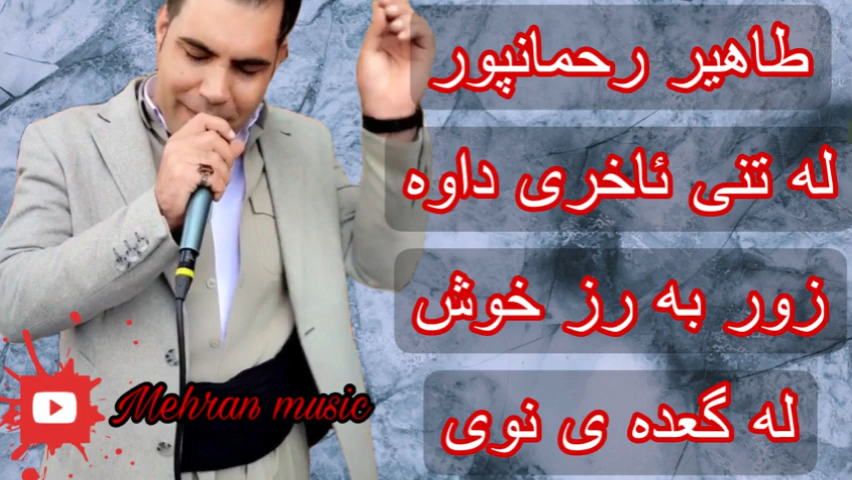 طاهیر رحمانپور
له تنی ئاخری داوه
زور به رز خوش
له گعده ی نوی
Mehran music